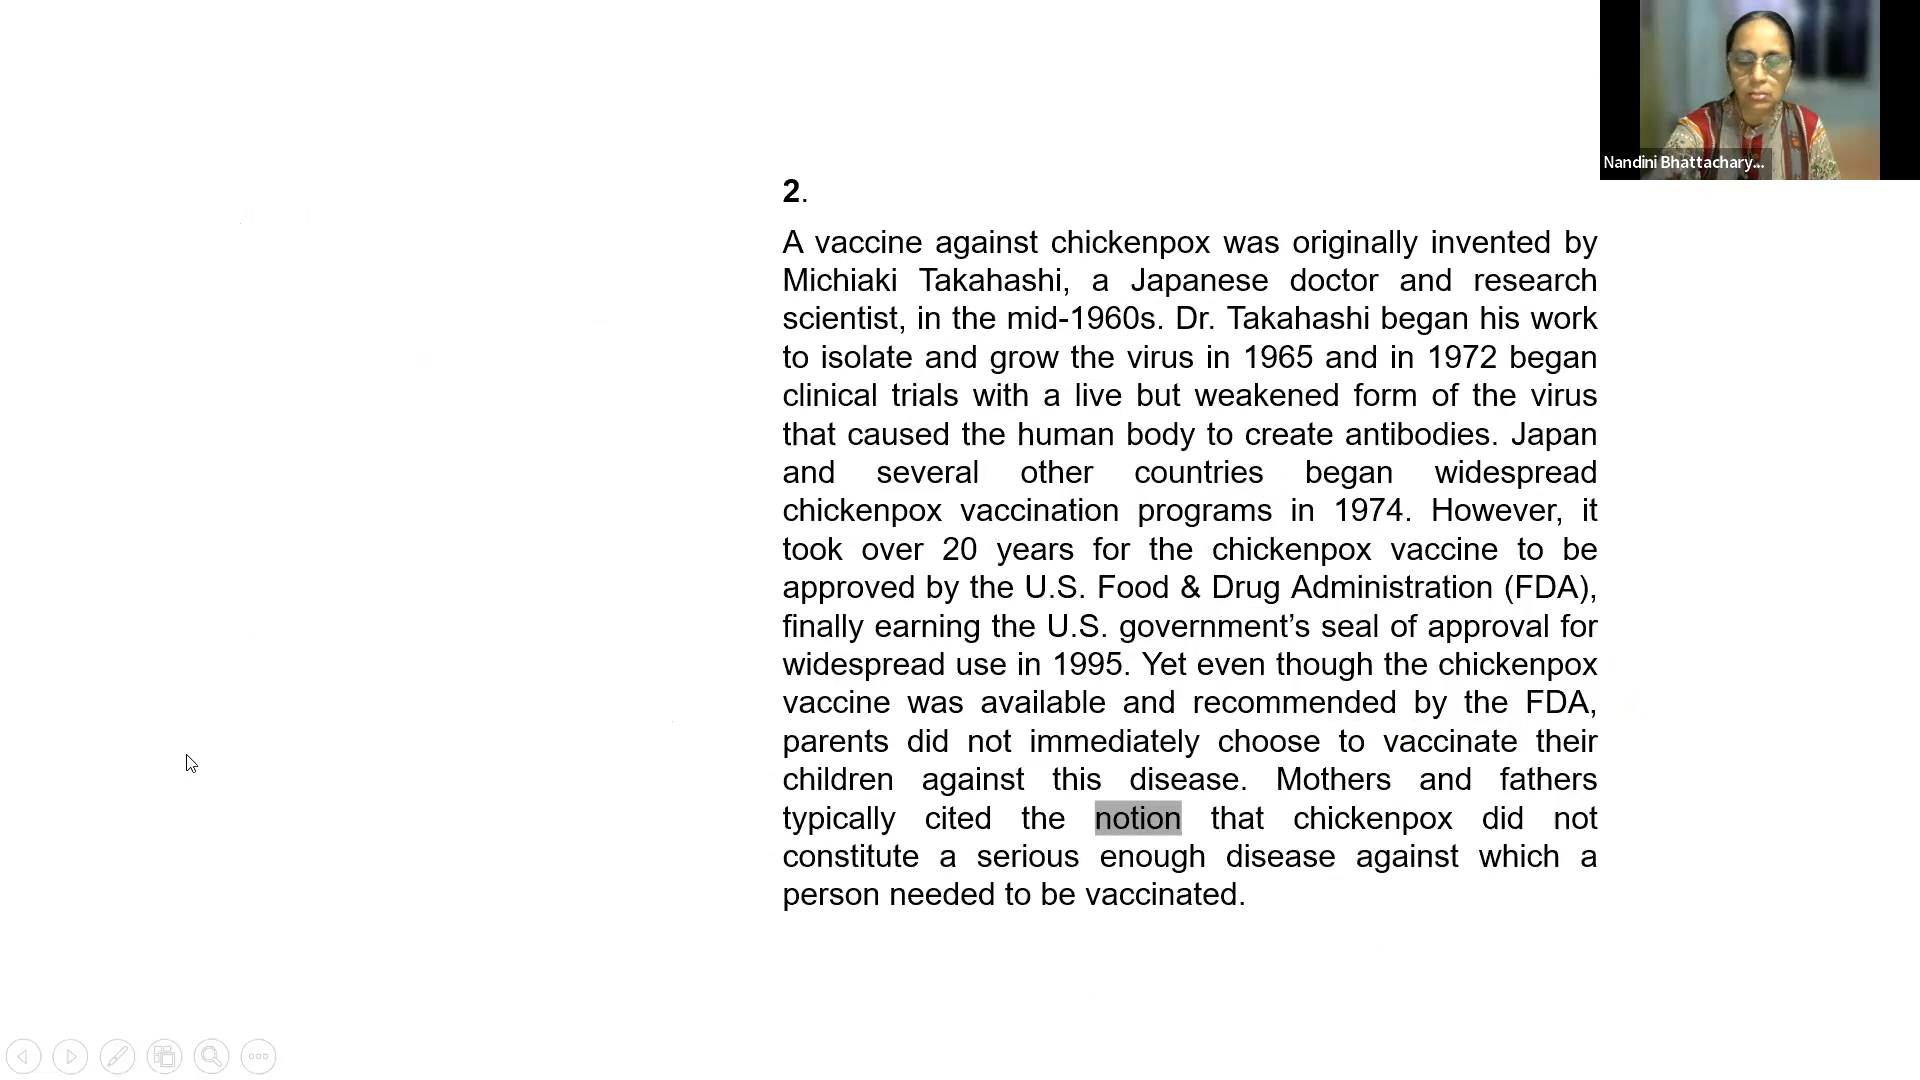 Nandini Bhattachary...
2.
A vaccine against chickenpox was originally invented by
Michiaki Takahashi, a Japanese doctor and research
scientist, in the mid-1960s. Dr. Takahashi began his work
to isolate and grow the virus in 1965 and in 1972 began
clinical trials with a live but weakened form of the virus
that caused the human body to create antibodies. Japan
and several other countries began widespread
chickenpox vaccination programs in 1974. However, it
took over 20 years for the chickenpox vaccine to be
approved by the U.S. Food & Drug Administration (FDA),
finally earning the U.S. government’s seal of approval for
widespread use in 1995. Yet even though the chickenpox
vaccine was available and recommended by the FDA,
parents did not immediately choose to vaccinate their
children against this disease. Mothers and fathers
typically cited the notion that chickenpox did not
constitute a serious enough disease against which a
person needed to be vaccinated.